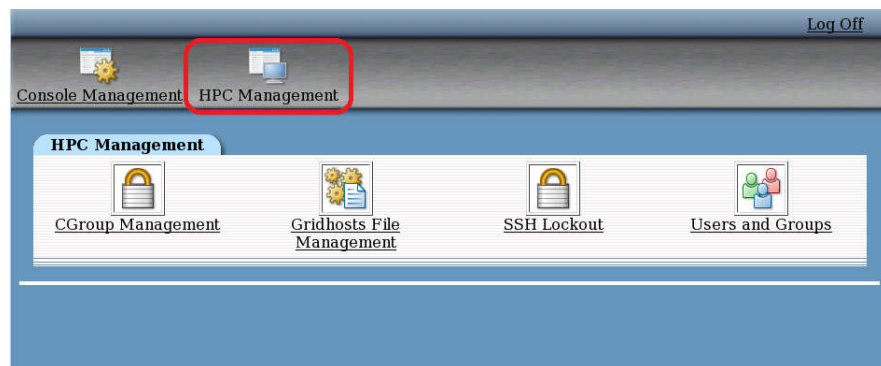 Log Off
Console Management HPC Management
HPC Management
CGroup Management Gridhosts File SSH Lockout Users and Groups
Management